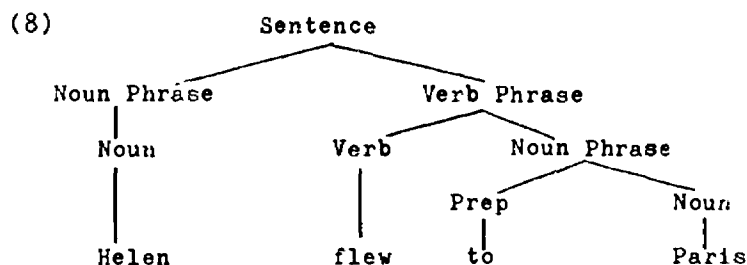 (8) Sentence
Noun Phrase Verb Phrase
Noun Verb Noun Phrase
Prep Noun
Helen flew to Paris